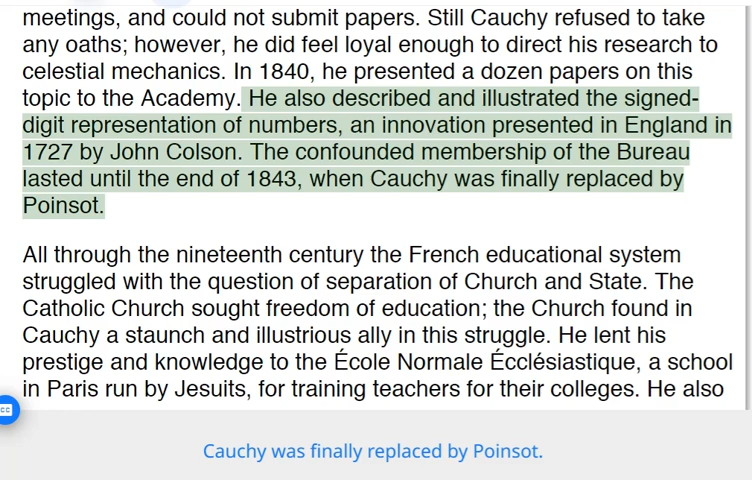 meetings, and could not submit papers. Still Cauchy refused to take
any oaths; however, he did feel loyal enough to direct his research to
celestial mechanics. In 1840, he presented a dozen papers on this
topic to the Academy. He also described and illustrated the signed-
digit representation of numbers, an innovation presented in England in
1727 by John Colson. The confounded membership of the Bureau
lasted until the end of 1843, when Cauchy was finally replaced by
Poinsot.
All through the nineteenth century the French educational system
struggled with the question of separation of Church and State. The
Catholic Church sought freedom of education; the Church found in
Cauchy a staunch and illustrious ally in this struggle. He lent his
prestige and knowledge to the École Normale Écclésiastique, a school
in Paris run by Jesuits, for training teachers for their colleges. He also
cc
Cauchy was finally replaced by Poinsot.